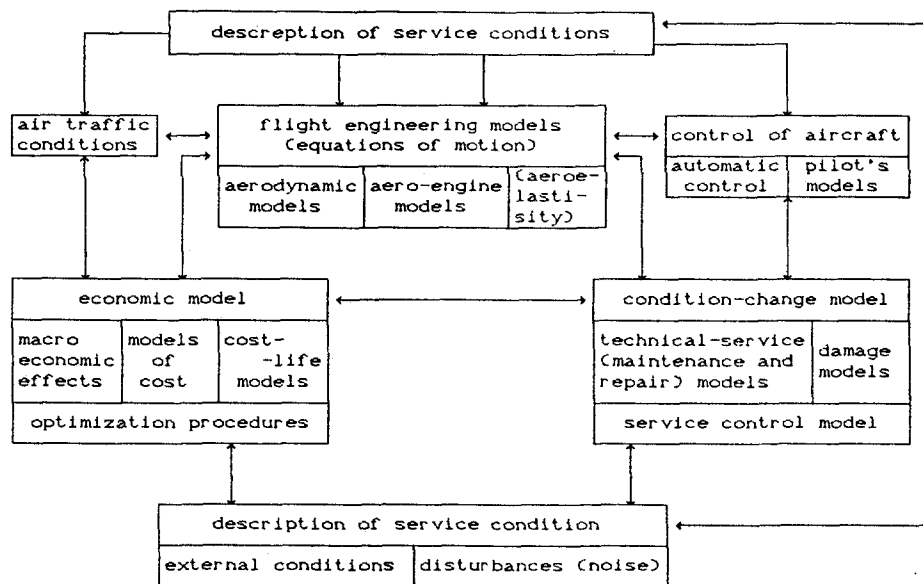 descreption of service conditions
air traffic
conditions
flight engineering models
(equations of motion)
aerodynamic
models
aero-engine
models
(aeroe-
lasti-
sity)
control of aircraft
automatic
control
pilot's
models
economic model
macro
economic
effects
models
of
cost
cost-
-life
models
optimization procedures
condition-change model
technical-service
(maintenance and
repair) models
damage
models
service control model
description of service condition
external conditions
disturbances (noise)